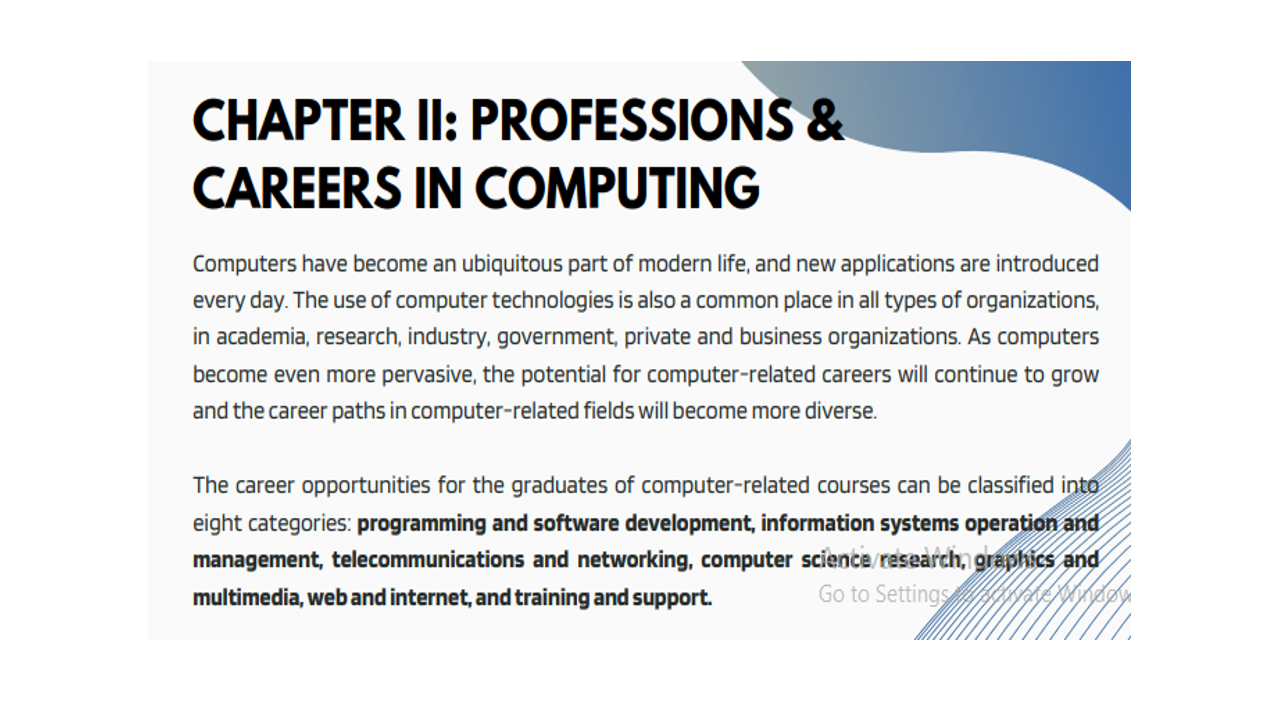 CHAPTER II: PROFESSIONS &
CAREERS IN COMPUTING
Computers have become an ubiquitous part of modern life, and new applications are introduced
every day. The use of computer technologies is also a common place in all types of organizations,
in academia, research, industry, government, private and business organizations. As computers
become even more pervasive, the potential for computer-related careers will continue to grow
and the career paths in computer-related fields will become more diverse.
The career opportunities for the graduates of computer-related courses can be classified into
eight categories: programming and software development, information systems operation and
management, telecommunications and networking, computer science research, graphics and
multimedia, web and internet, and training and support.
Activate Windows
Go to Settings to activate Window